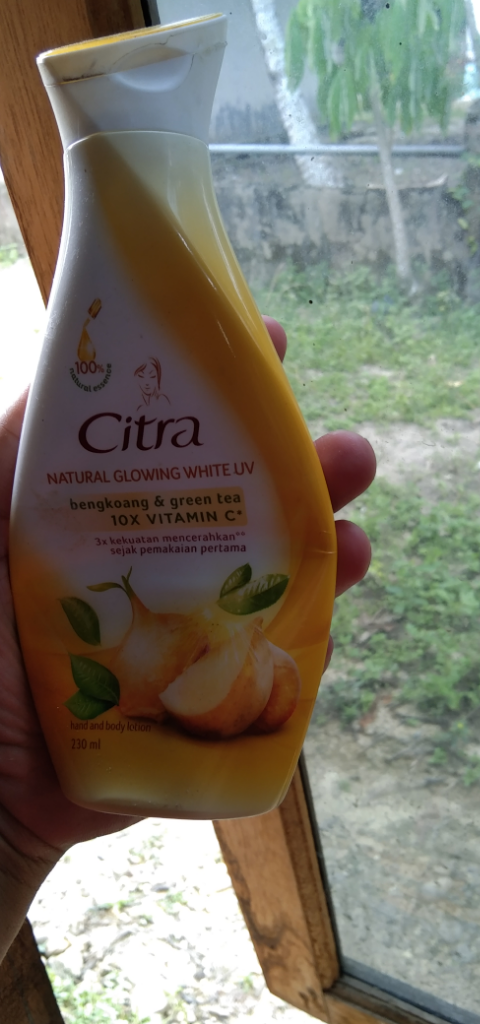 100%
natural essence
Citra
NATURAL GLOWING WHITE UV
bengkoang & green tea
10X VITAMIN C*
3x kekuatan mencerahkan**
sejak pemakaian pertama
hand and body lotion
230 ml